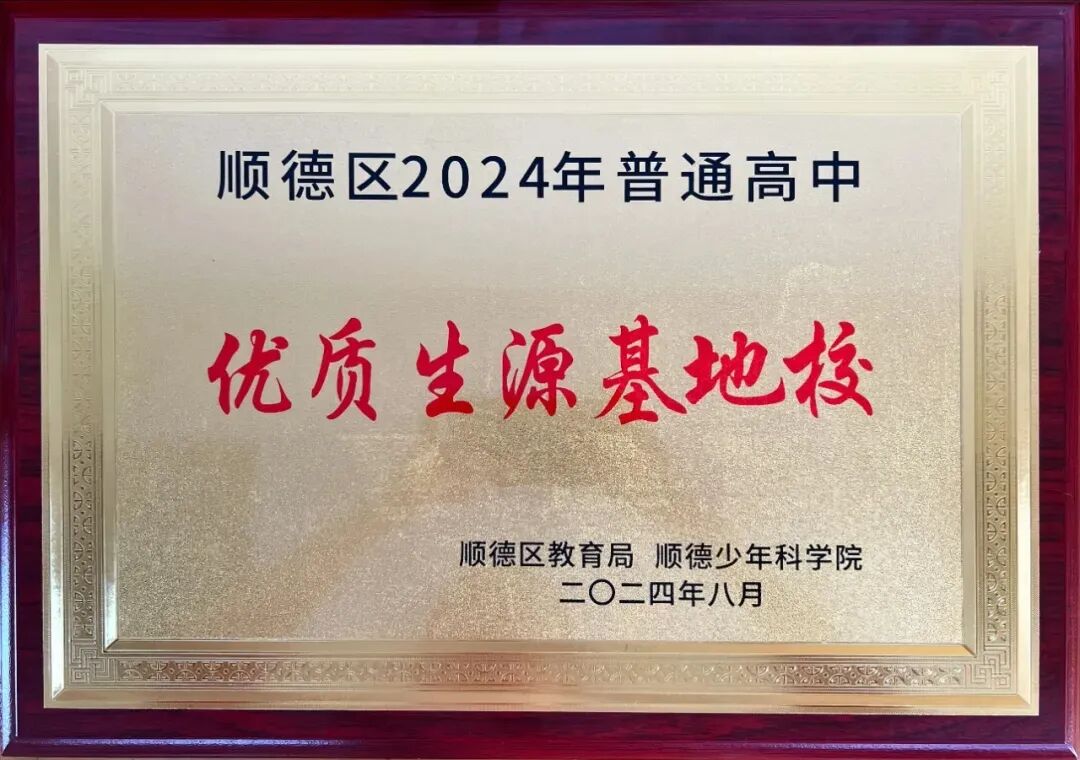 顺德区2024年普通高中
优质生源基地校
顺德区教育局 顺德少年科学院
二〇二四年八月